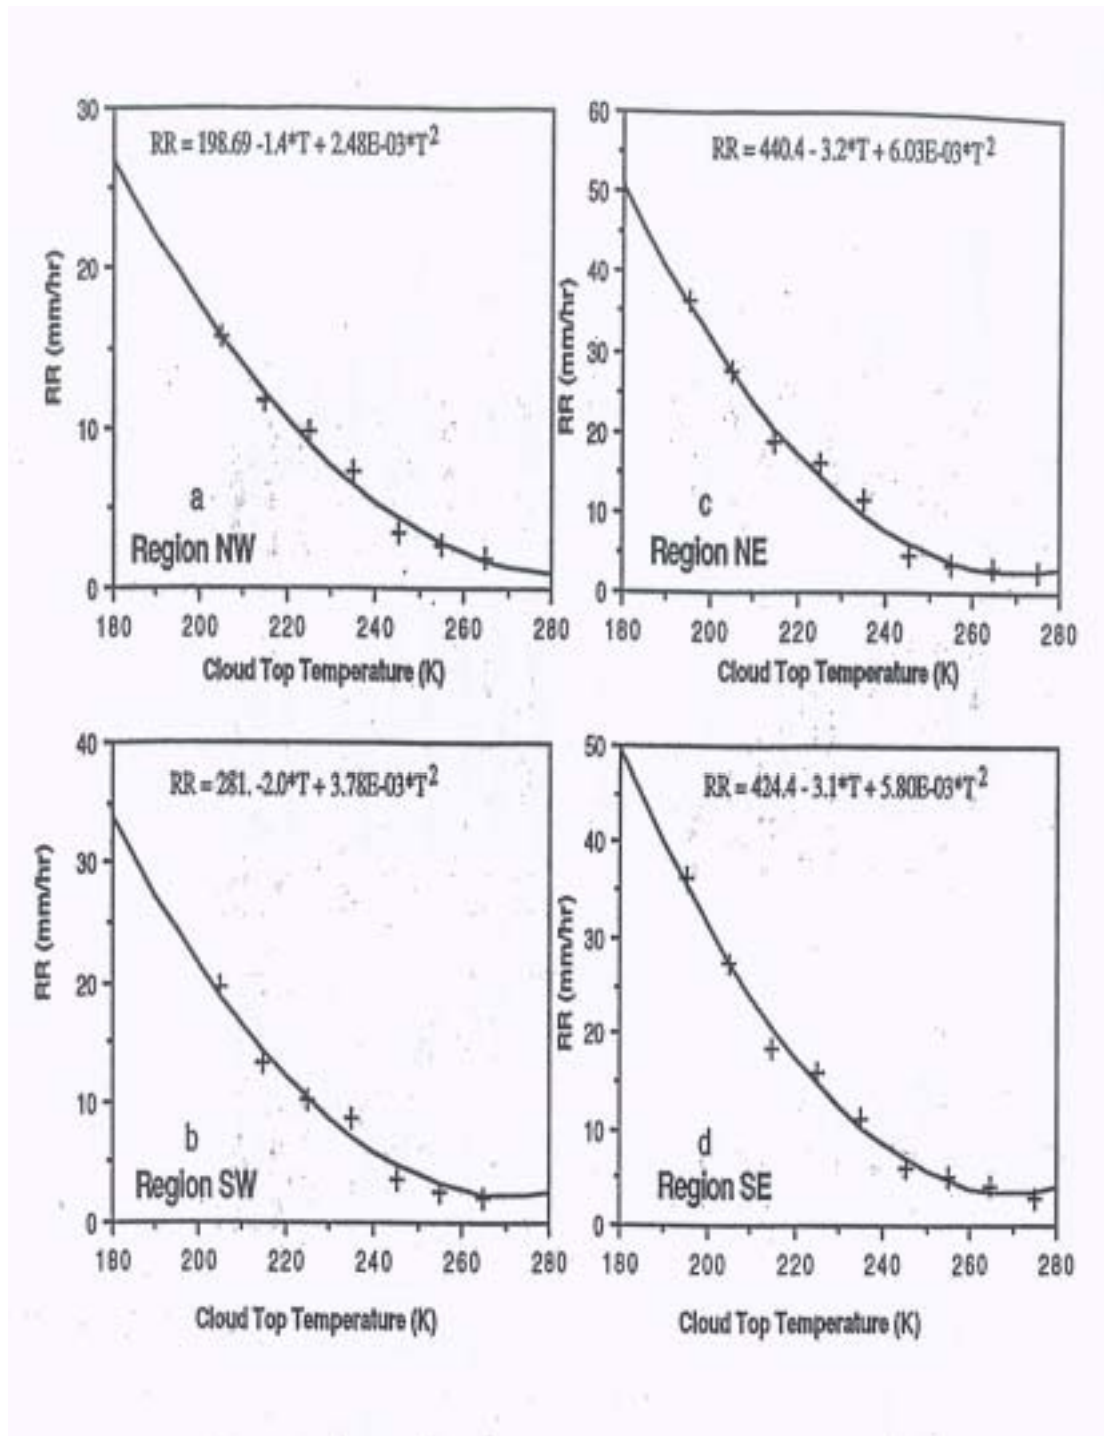 30
20
10
0
RR (mm/hr)
RR = 198.69 -1.4*T + 2.48E-03*T²
a
Region NW
180 200 220 240 260 280
Cloud Top Temperature (K)
60
50
40
30
20
10
0
RR (mm/hr)
RR = 440.4 - 3.2*T + 6.03E-03*T²
c
Region NE
180 200 220 240 260 280
Cloud Top Temperature (K)
40
30
20
10
0
RR (mm/hr)
RR = 281. -2.0*T + 3.78E-03*T²
b
Region SW
180 200 220 240 260 280
Cloud Top Temperature (K)
50
40
30
20
10
0
RR (mm/hr)
RR = 424.4 - 3.1*T + 5.80E-03*T²
d
Region SE
180 200 220 240 260 280
Cloud Top Temperature (K)